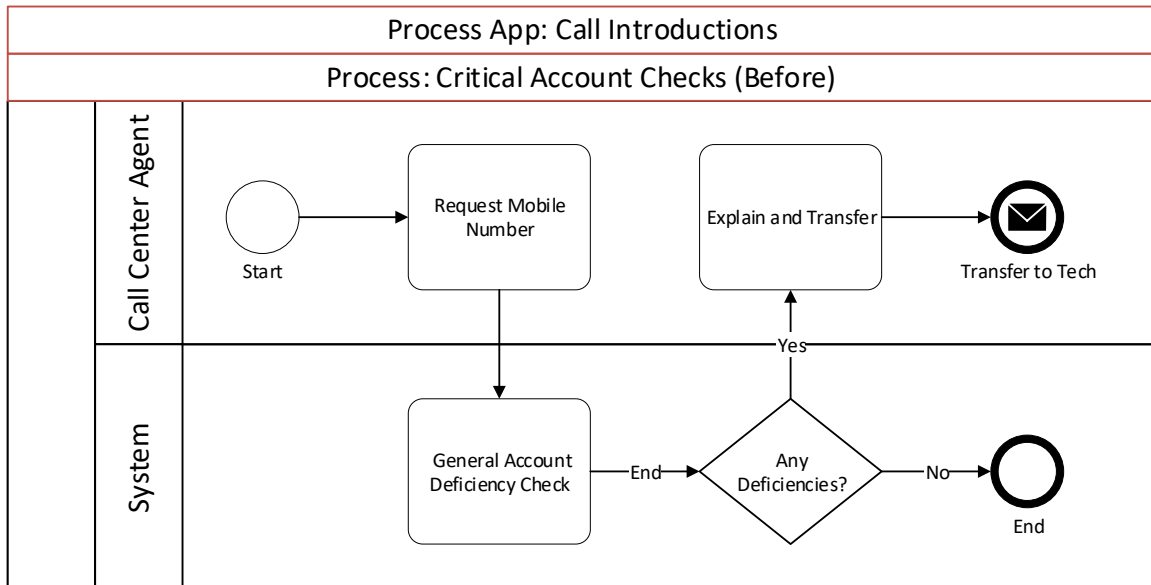 Process App: Call Introductions
Process: Critical Account Checks (Before)
Call Center Agent
Start
Request Mobile
Number
Explain and Transfer
Transfer to Tech
Yes
System
General Account
Deficiency Check
End
Any
Deficiencies?
No
End